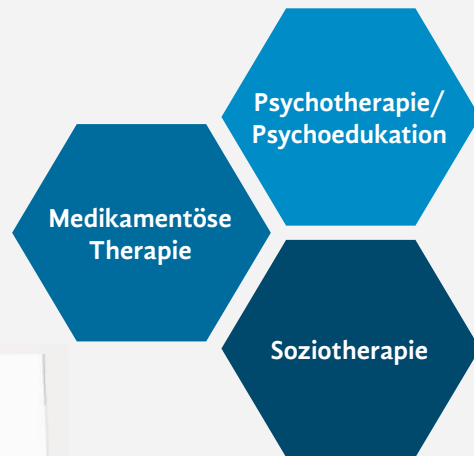 Psychotherapie/
Psychoedukation
Medikamentöse
Therapie
Soziotherapie